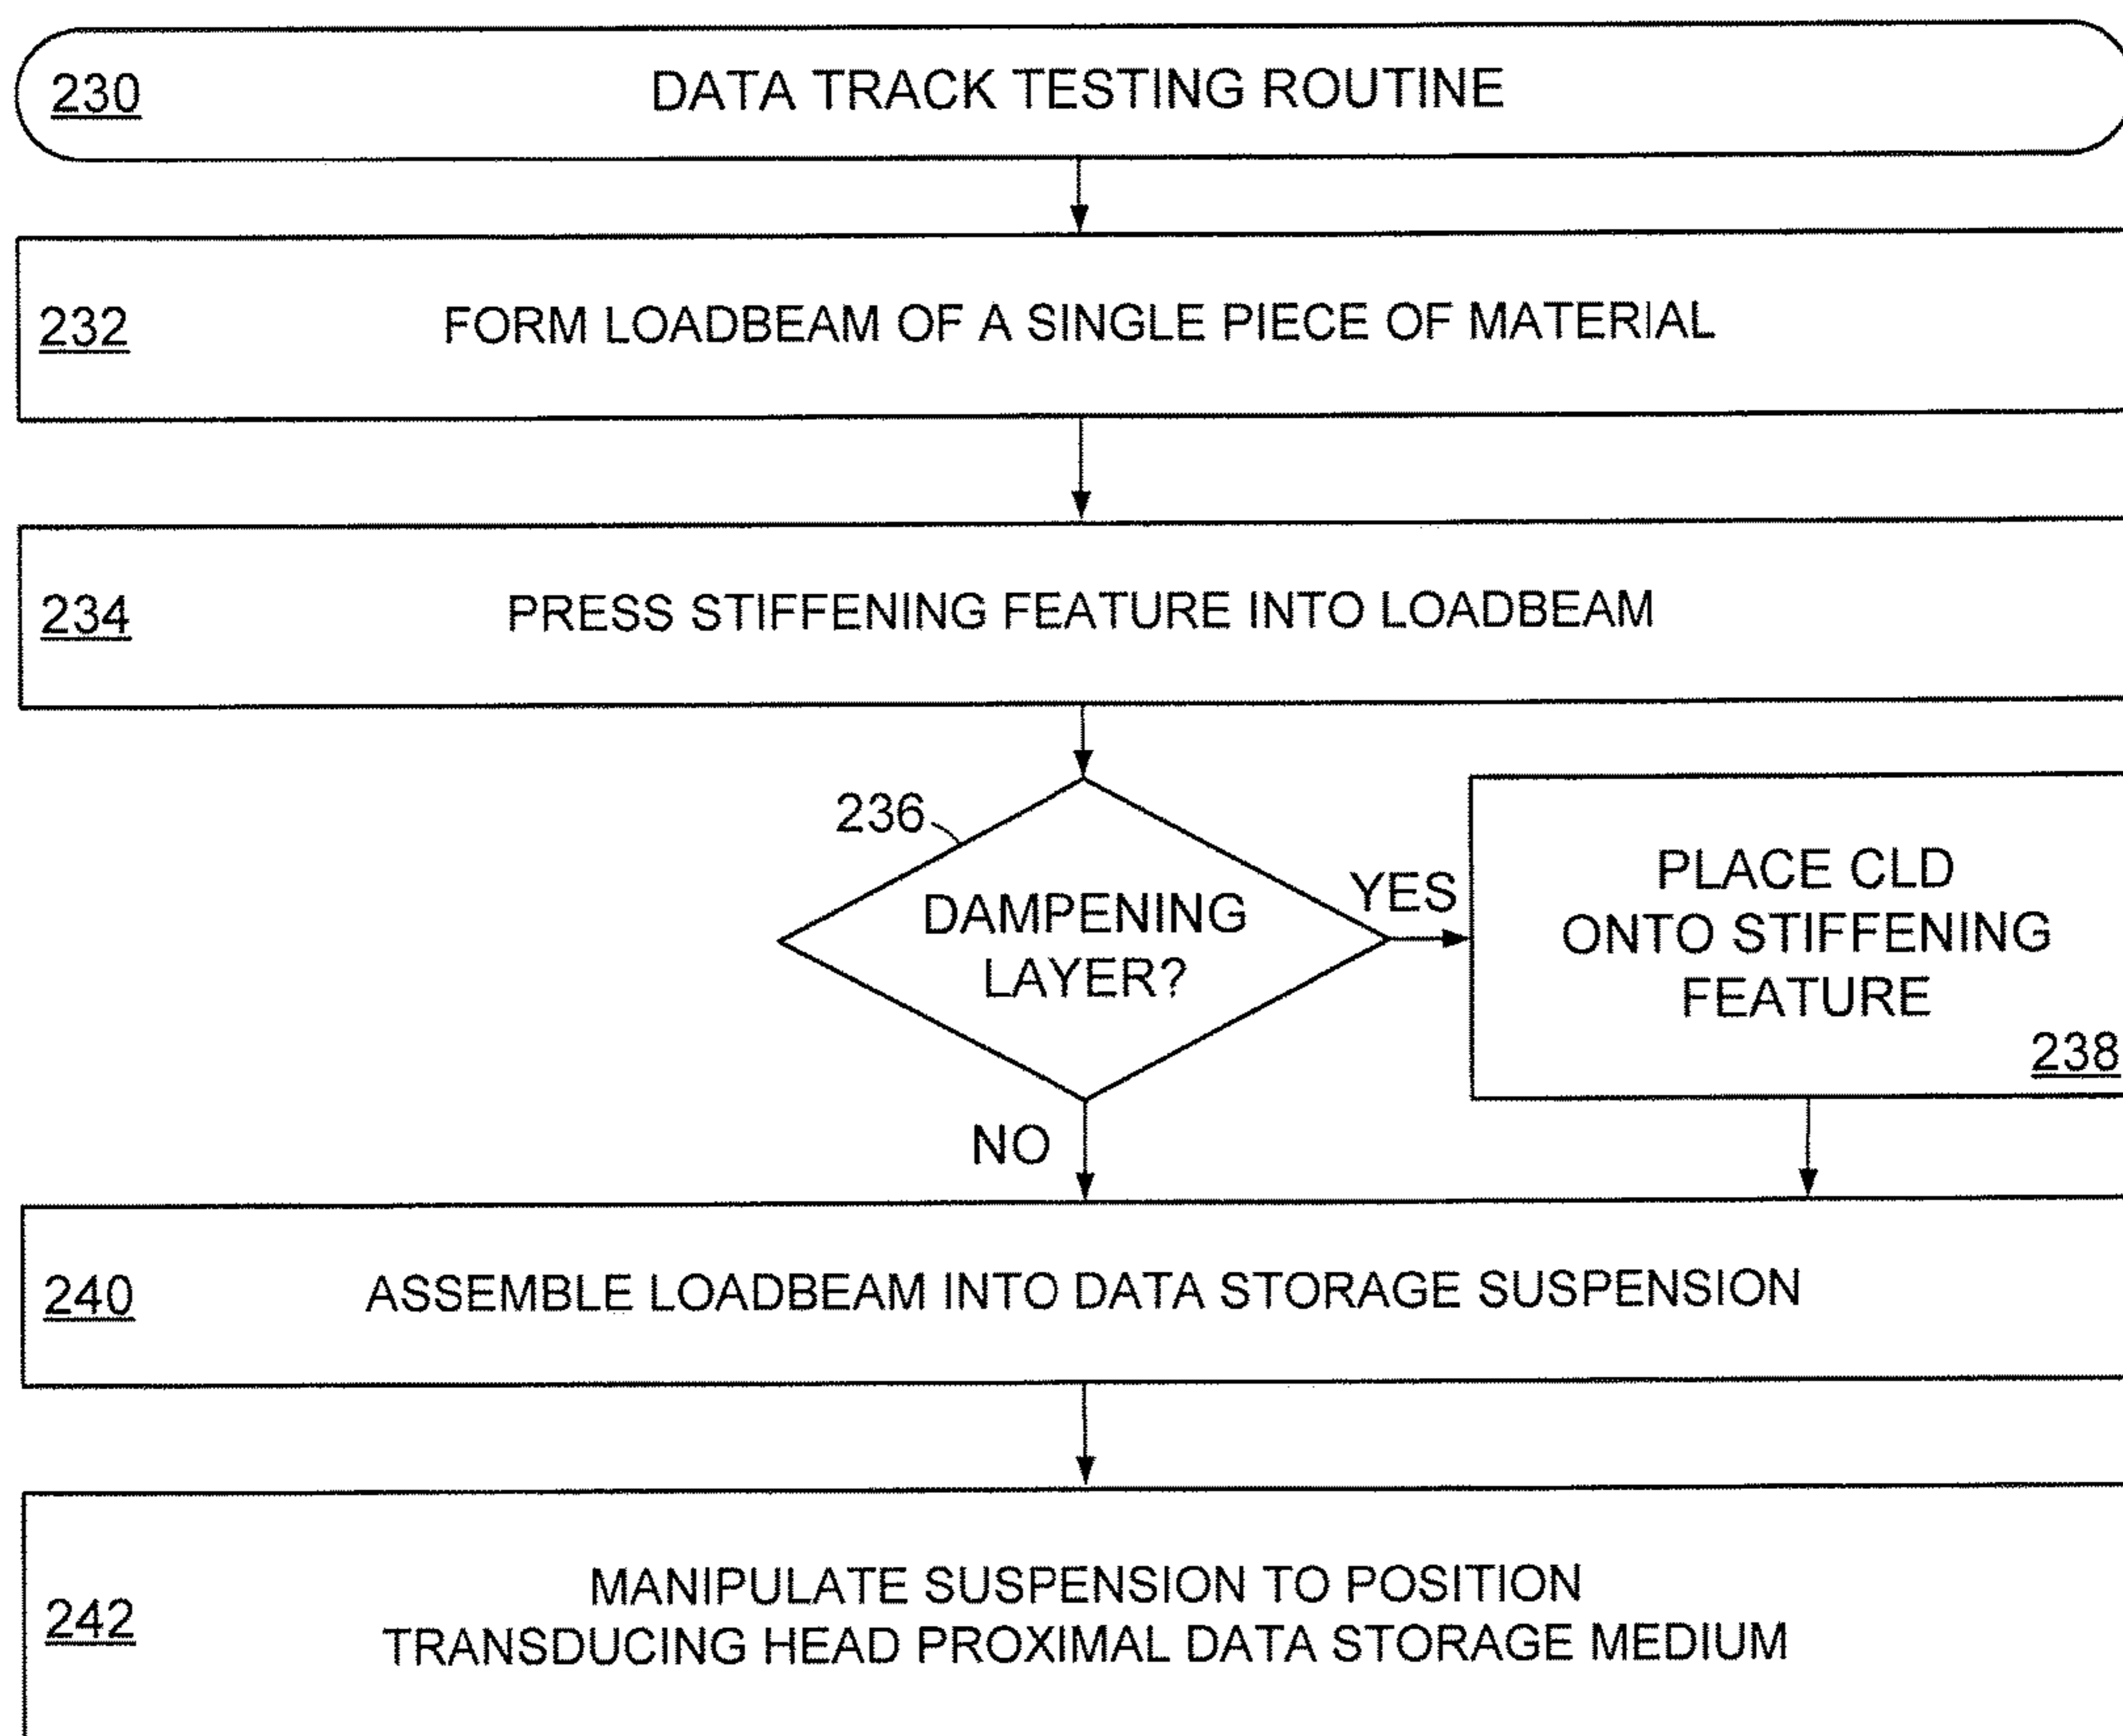 230 DATA TRACK TESTING ROUTINE
232 FORM LOADBEAM OF A SINGLE PIECE OF MATERIAL
234 PRESS STIFFENING FEATURE INTO LOADBEAM
236
DAMPENING
LAYER?
YES
NO
PLACE CLD
ONTO STIFFENING
FEATURE
238
240 ASSEMBLE LOADBEAM INTO DATA STORAGE SUSPENSION
242
MANIPULATE SUSPENSION TO POSITION
TRANSDUCING HEAD PROXIMAL DATA STORAGE MEDIUM